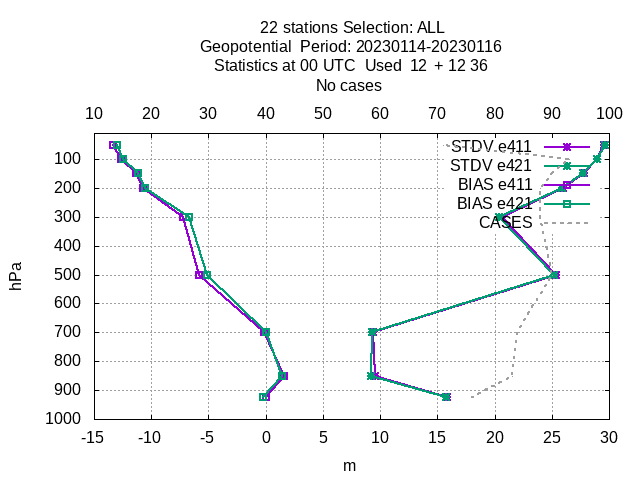 22 stations Selection: ALL
Geopotential  Period: 20230114-20230116
Statistics at 00 UTC  Used  12  + 12 36
No cases
10 20 30 40 50 60 70 80 90 100
STDV e411
STDV e421
BIAS e411
BIAS e421
CASES
100
200
300
400
500
600
700
800
900
1000
hPa
-15 -10 -5 0 5 10 15 20 25 30
m